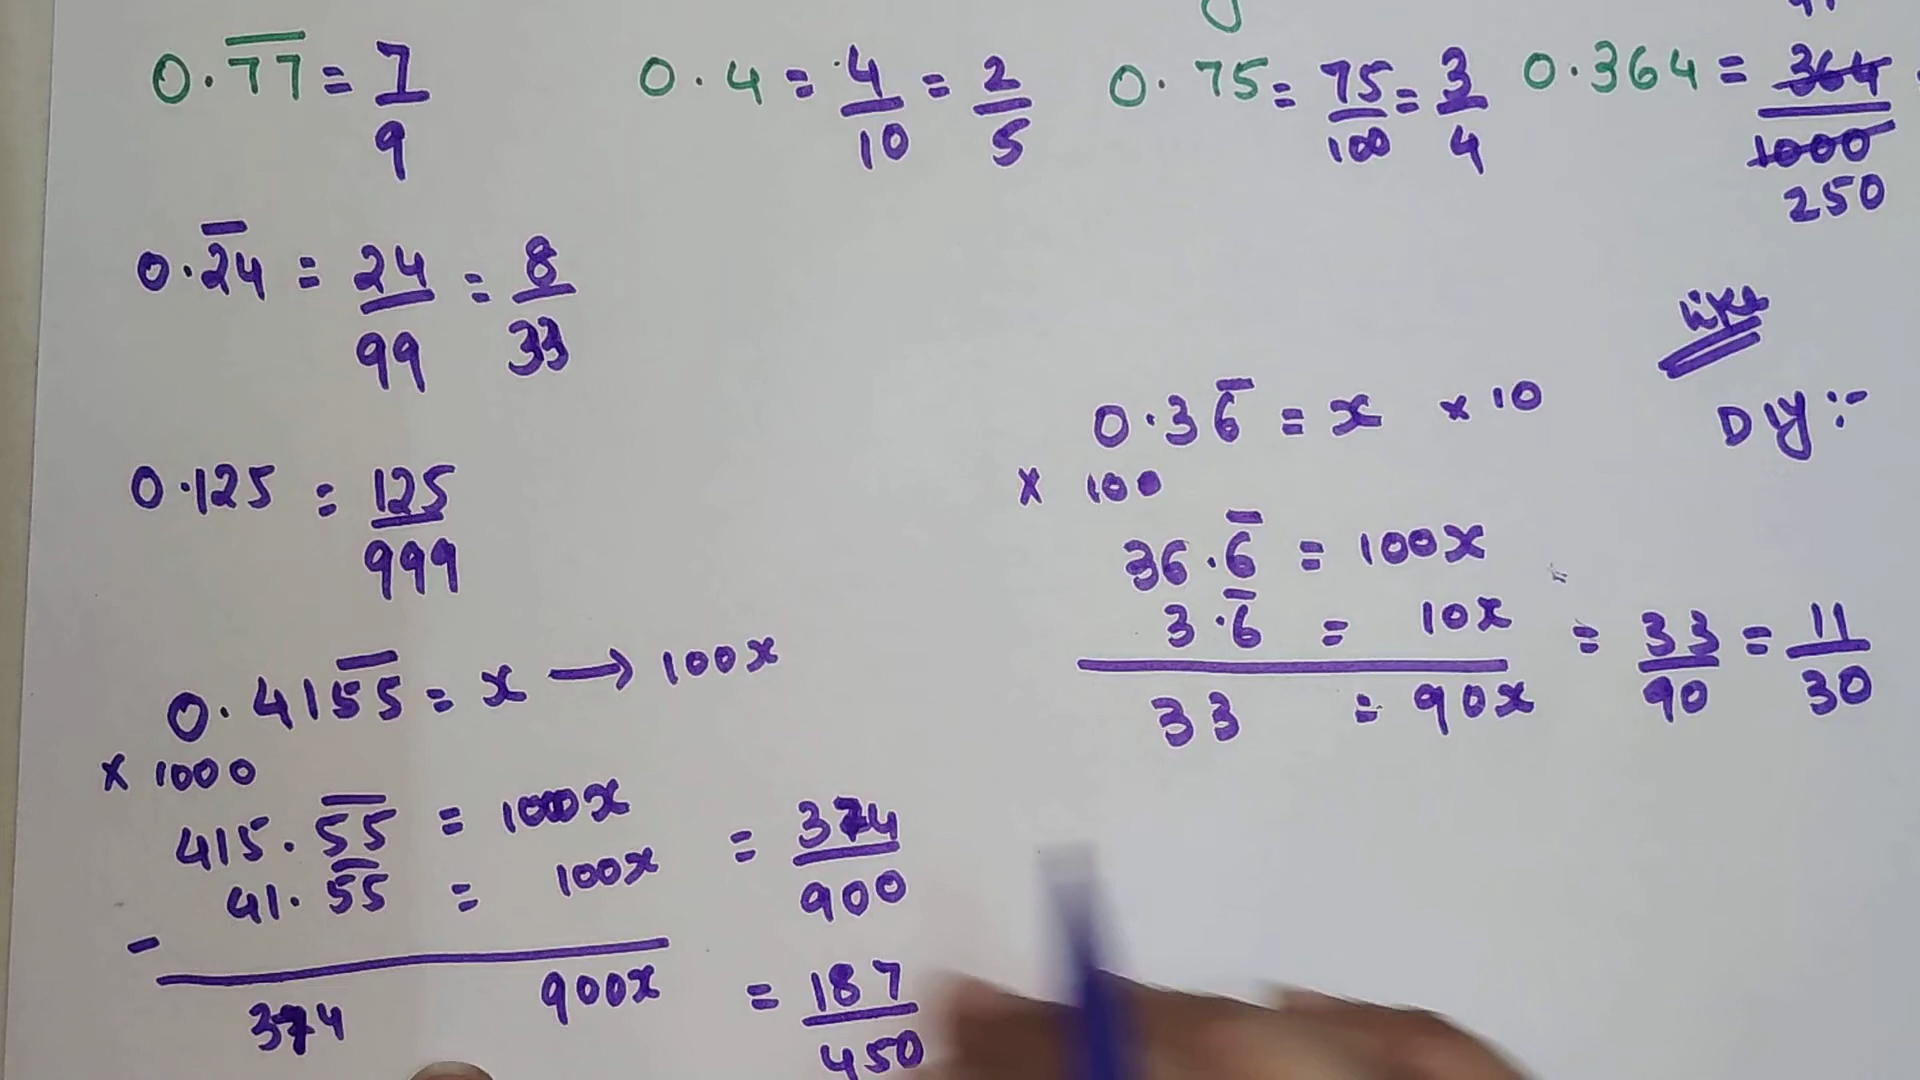 0.7̅7̅ = 7/9
0.4 = 4/10 = 2/5
0.75 = 75/100 = 3/4
0.364 = 364/1000
250
0.2̅4 = 24/99 = 8/33
0.125 = 125/999
0.415̅5̅ = x → 100x
x 1000
415.5̅5̅ = 1000x
41.5̅5̅ = 100x
-
374 900x
= 374/900
= 187/450
Like
DIY:-
0.36̅ = x x 10
x 100
36.6̅ = 100x
3.6̅ = 10x
33 = 90x
= 33/90 = 11/30